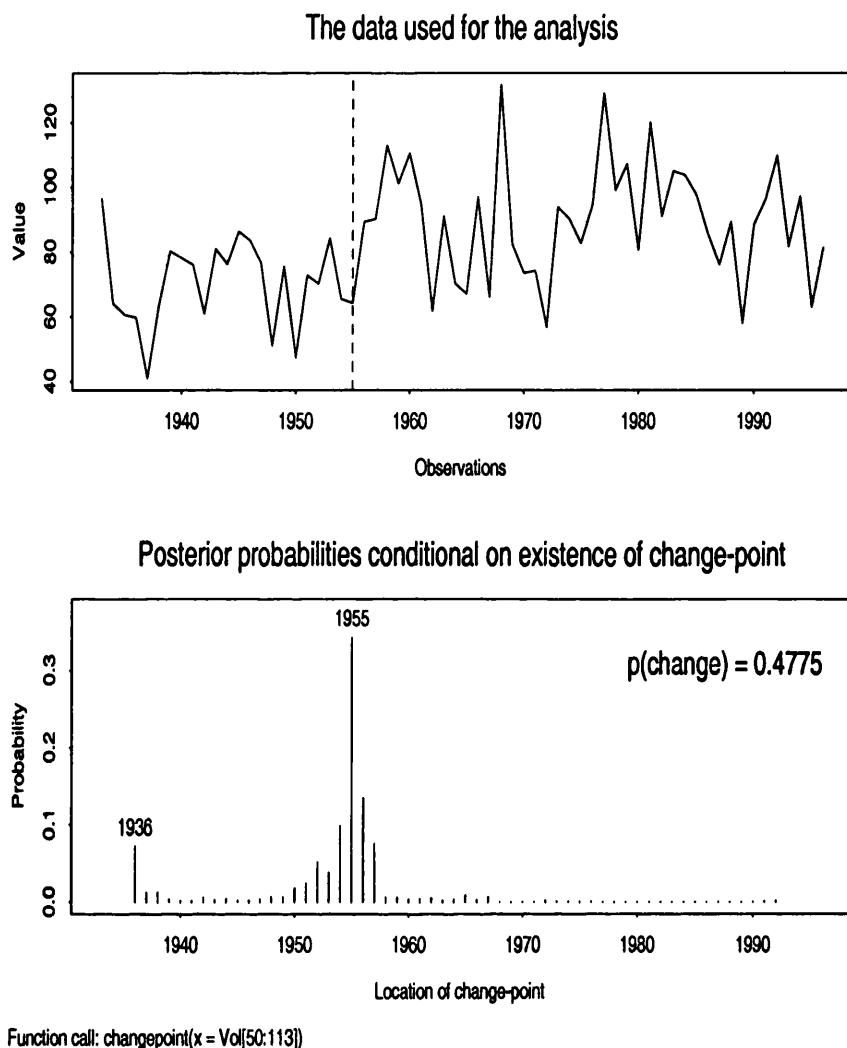 The data used for the analysis
Value
120
100
80
60
40
1940 1950 1960 1970 1980 1990
Observations
Posterior probabilities conditional on existence of change-point
1955
p(change) = 0.4775
Probability
0.3
0.2
0.1
0.0
1936
1940 1950 1960 1970 1980 1990
Location of change-point
Function call: changepoint(x = Vol[50:113])